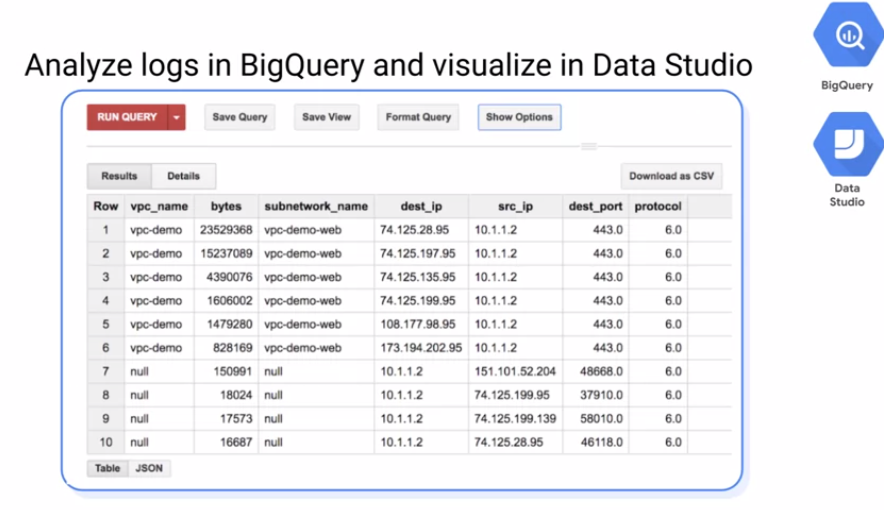 Analyze logs in BigQuery and visualize in Data Studio
BigQuery
Data
Studio
RUN QUERY Save Query Save View Format Query Show Options
Results Details Download as CSV
Row vpc_name bytes subnetwork_name dest_ip src_ip dest_port protocol
1 vpc-demo 23529368 vpc-demo-web 74.125.28.95 10.1.1.2 443.0 6.0
2 vpc-demo 15237089 vpc-demo-web 74.125.197.95 10.1.1.2 443.0 6.0
3 vpc-demo 4390076 vpc-demo-web 74.125.135.95 10.1.1.2 443.0 6.0
4 vpc-demo 1606002 vpc-demo-web 74.125.199.95 10.1.1.2 443.0 6.0
5 vpc-demo 1479280 vpc-demo-web 108.177.98.95 10.1.1.2 443.0 6.0
6 vpc-demo 828169 vpc-demo-web 173.194.202.95 10.1.1.2 443.0 6.0
7 null 150991 null 10.1.1.2 151.101.52.204 48668.0 6.0
8 null 18024 null 10.1.1.2 74.125.199.95 37910.0 6.0
9 null 17573 null 10.1.1.2 74.125.199.139 58010.0 6.0
10 null 16687 null 10.1.1.2 74.125.28.95 46118.0 6.0
Table JSON